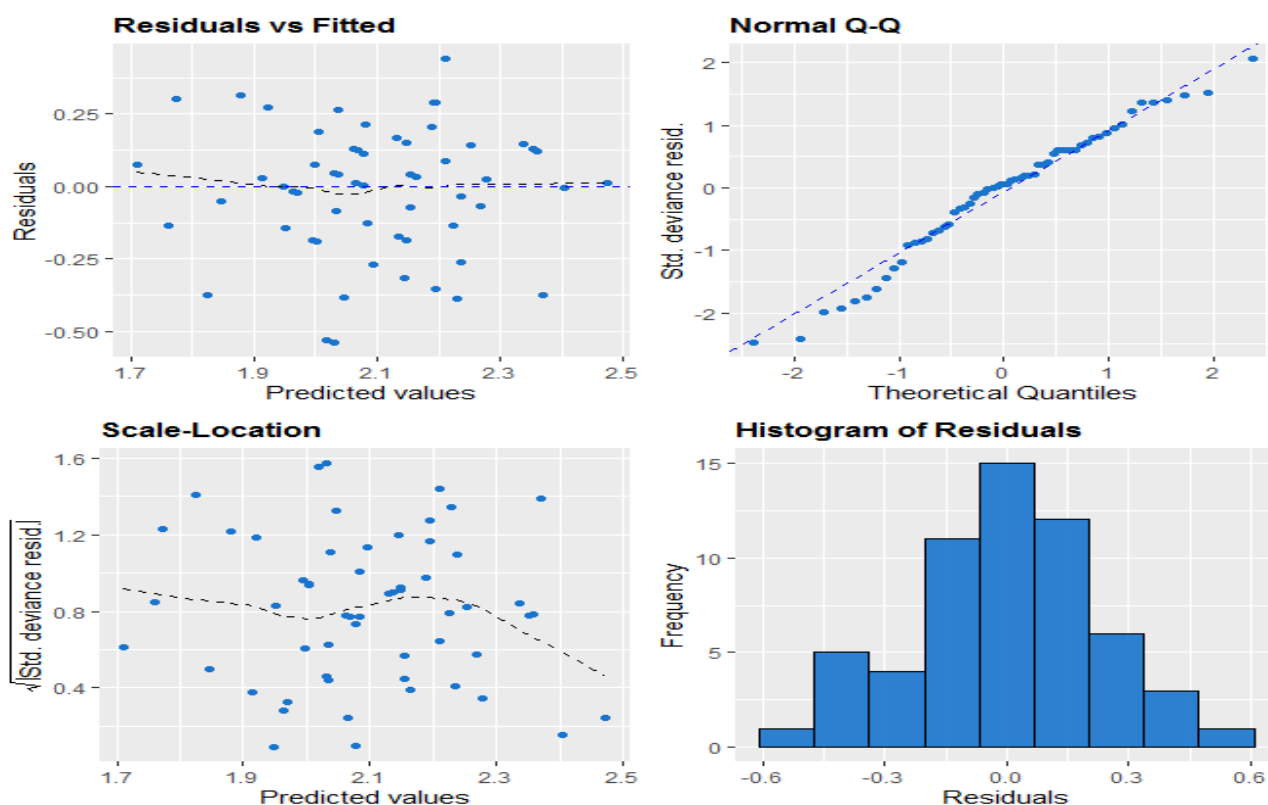 Residuals vs Fitted
Residuals
0.25
0.00
-0.25
-0.50
1.7 1.9 2.1 2.3 2.5
Predicted values
Normal Q-Q
Std. deviance resid.
2
1
0
-1
-2
-2 -1 0 1 2
Theoretical Quantiles
Scale-Location
√|Std. deviance resid.|
1.6
1.2
0.8
0.4
1.7 1.9 2.1 2.3 2.5
Predicted values
Histogram of Residuals
Frequency
15
10
5
0
-0.6 -0.3 0.0 0.3 0.6
Residuals